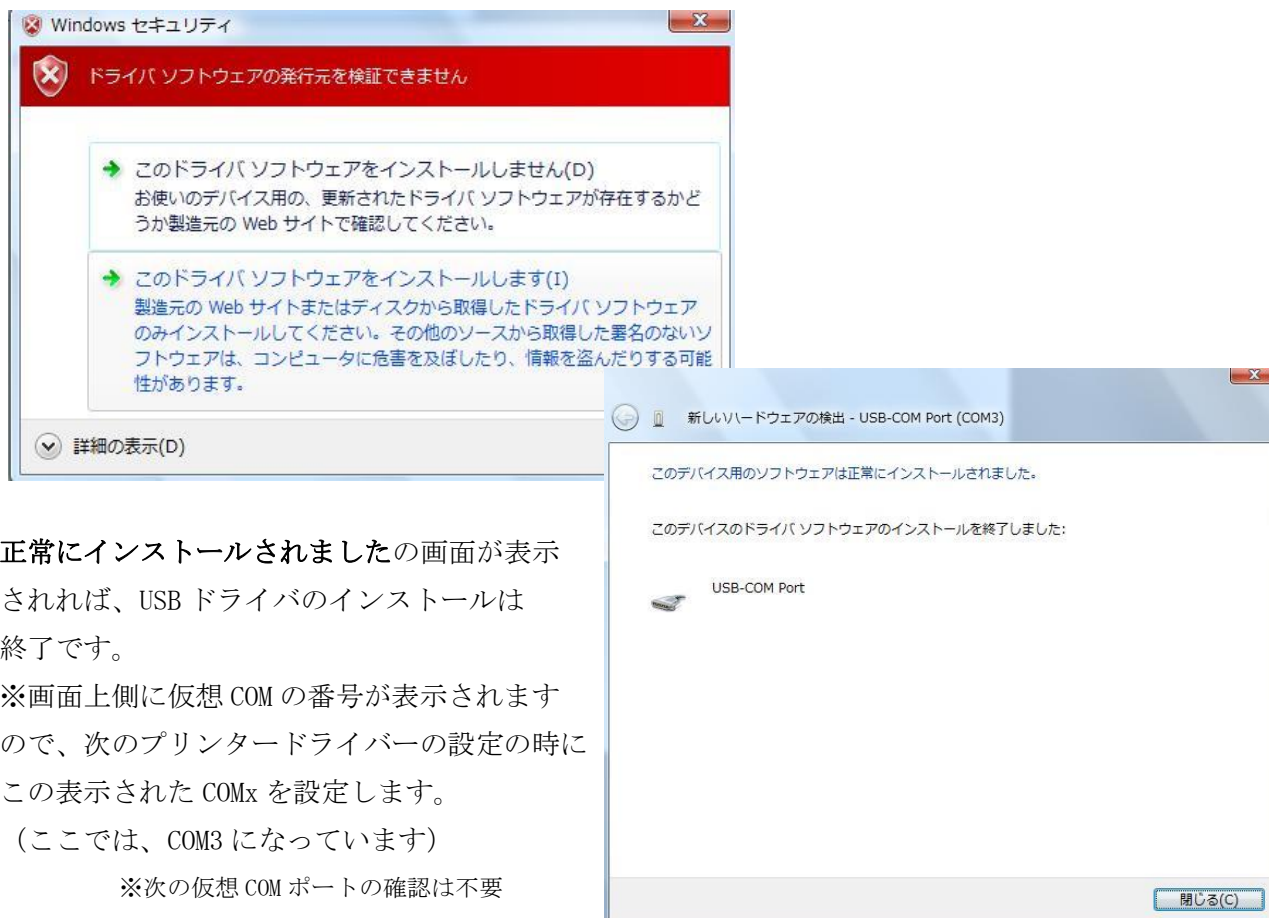 Windows セキュリティ
ドライバ ソフトウェアの発行元を検証できません
このドライバ ソフトウェアをインストールしません(D)
お使いのデバイス用の、更新されたドライバ ソフトウェアが存在するかど
うか製造元の Web サイトで確認してください。
このドライバ ソフトウェアをインストールします(I)
製造元の Web サイトまたはディスクから取得したドライバ ソフトウェア
のみインストールしてください。その他のソースから取得した署名のないソ
フトウェアは、コンピュータに危害を及ぼしたり、情報を盗んだりする可能
性があります。
詳細の表示(D)
新しいハードウェアの検出 - USB-COM Port (COM3)
このデバイス用のソフトウェアは正常にインストールされました。
このデバイスのドライバ ソフトウェアのインストールを終了しました:
USB-COM Port
閉じる(C)
正常にインストールされましたの画面が表示
されれば、USB ドライバのインストールは
終了です。
※画面上側に仮想 COM の番号が表示されます
ので、次のプリンタードライバーの設定の時に
この表示された COMx を設定します。
（ここでは、COM3 になっています）
※次の仮想 COM ポートの確認は不要